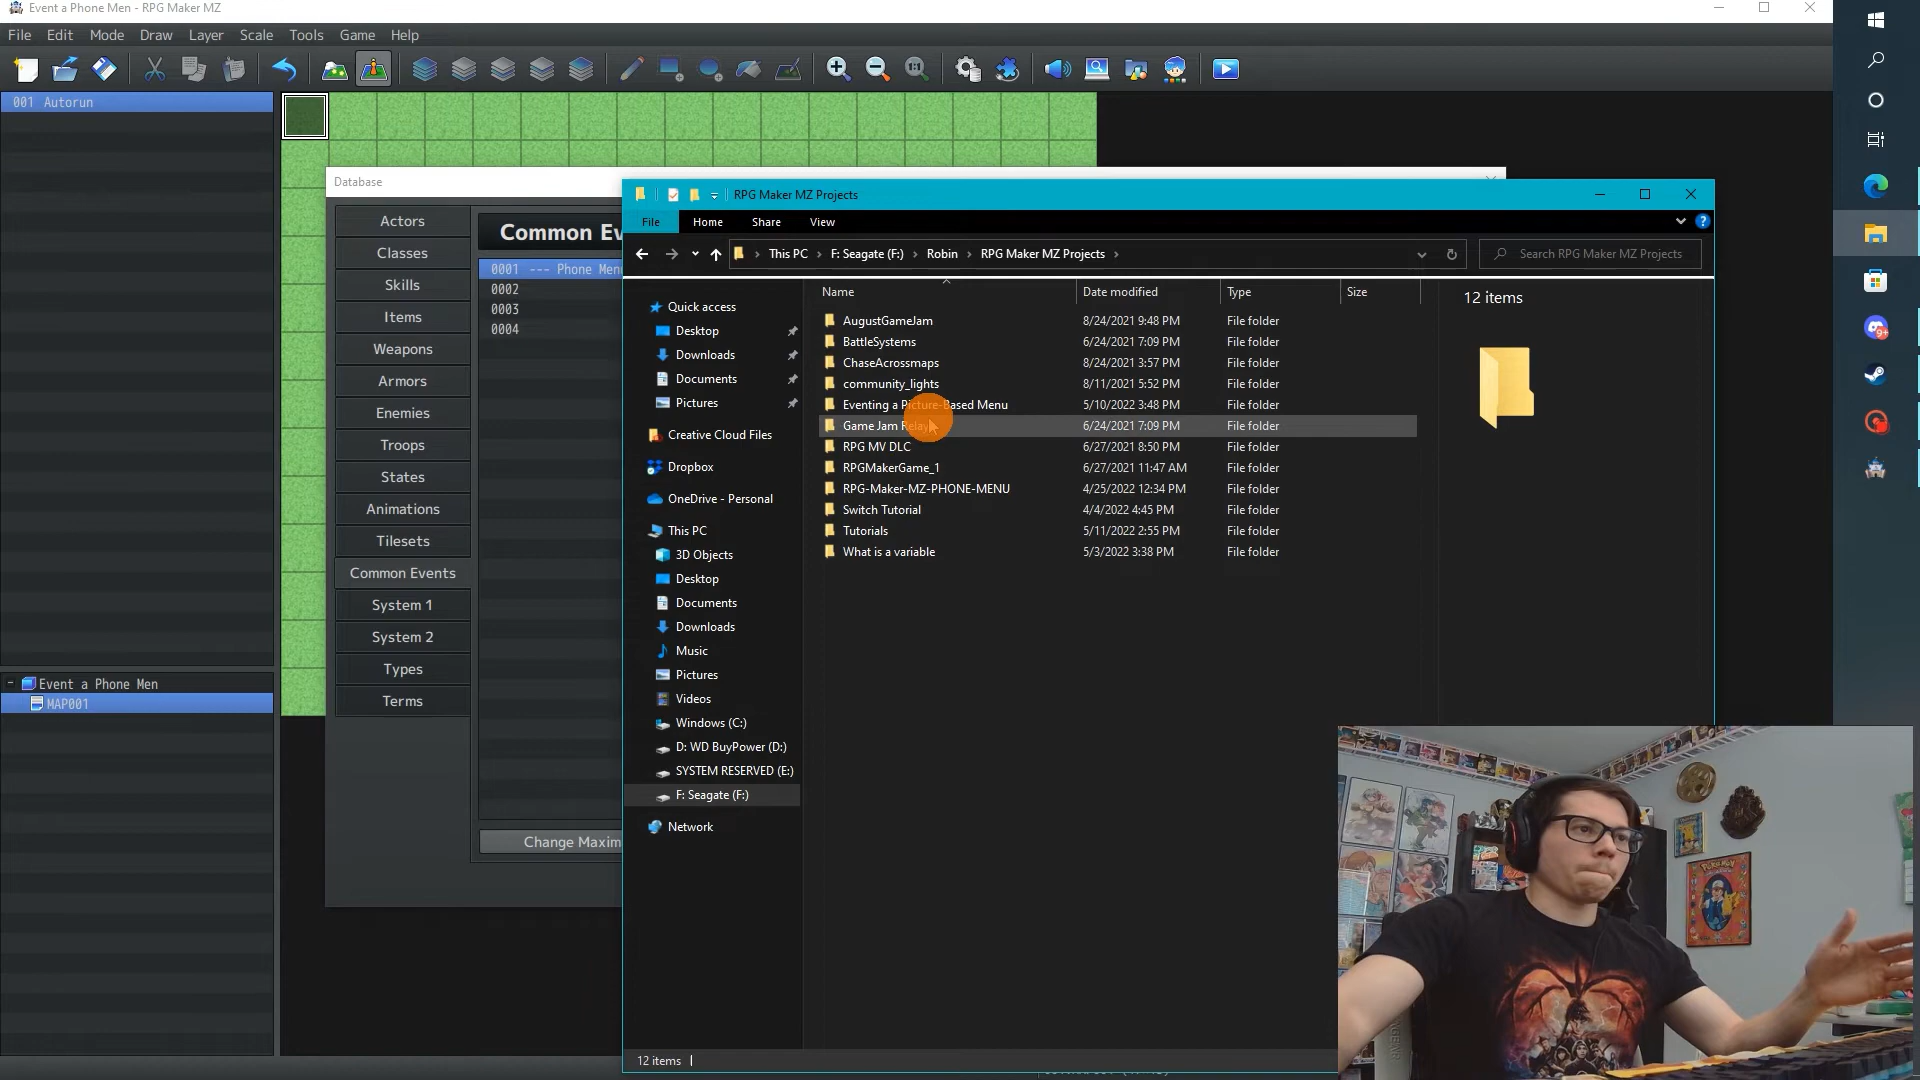 Event a Phone Men - RPG Maker MZ
File Edit Mode Draw Layer Scale Tools Game Help
001 Autorun
Event a Phone Men
MAP001
Database
Actors
Classes
Skills
Items
Weapons
Armors
Enemies
Troops
States
Animations
Tilesets
Common Events
System 1
System 2
Types
Terms
Common Ev
0001 --- Phone Men
0002
0003
0004
Change Maxim
RPG Maker MZ Projects
File Home Share View
This PC › F: Seagate (F:) › Robin › RPG Maker MZ Projects ›
Search RPG Maker MZ Projects
Quick access
Desktop
Downloads
Documents
Pictures
Creative Cloud Files
Dropbox
OneDrive - Personal
This PC
3D Objects
Desktop
Documents
Downloads
Music
Pictures
Videos
Windows (C:)
D: WD BuyPower (D:)
SYSTEM RESERVED (E:)
F: Seagate (F:)
Network
Name Date modified Type Size
AugustGameJam 8/24/2021 9:48 PM File folder
BattleSystems 6/24/2021 7:09 PM File folder
ChaseAcrossmaps 8/24/2021 3:57 PM File folder
community_lights 8/11/2021 5:52 PM File folder
Eventing a Picture-Based Menu 5/10/2022 3:48 PM File folder
Game Jam Relay 6/24/2021 7:09 PM File folder
RPG MV DLC 6/27/2021 8:50 PM File folder
RPGMakerGame_1 6/27/2021 11:47 AM File folder
RPG-Maker-MZ-PHONE-MENU 4/25/2022 12:34 PM File folder
Switch Tutorial 4/4/2022 4:45 PM File folder
Tutorials 5/11/2022 2:55 PM File folder
What is a variable 5/3/2022 3:38 PM File folder
12 items
12 items
9+